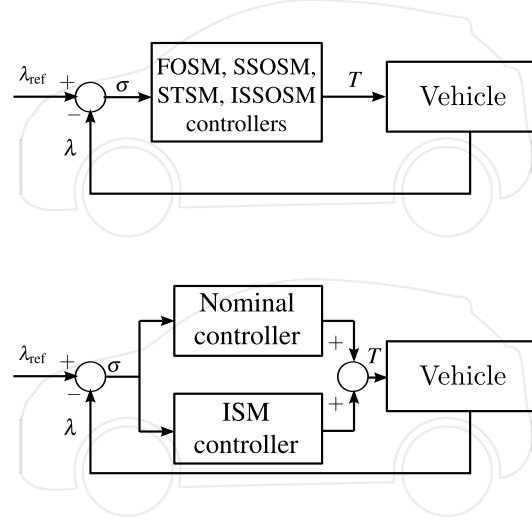 λref + σ
−
λ
FOSM, SSOSM,
STSM, ISSOSM
controllers
T
Vehicle
λref + σ
−
λ
Nominal
controller
ISM
controller
+
+
T
Vehicle